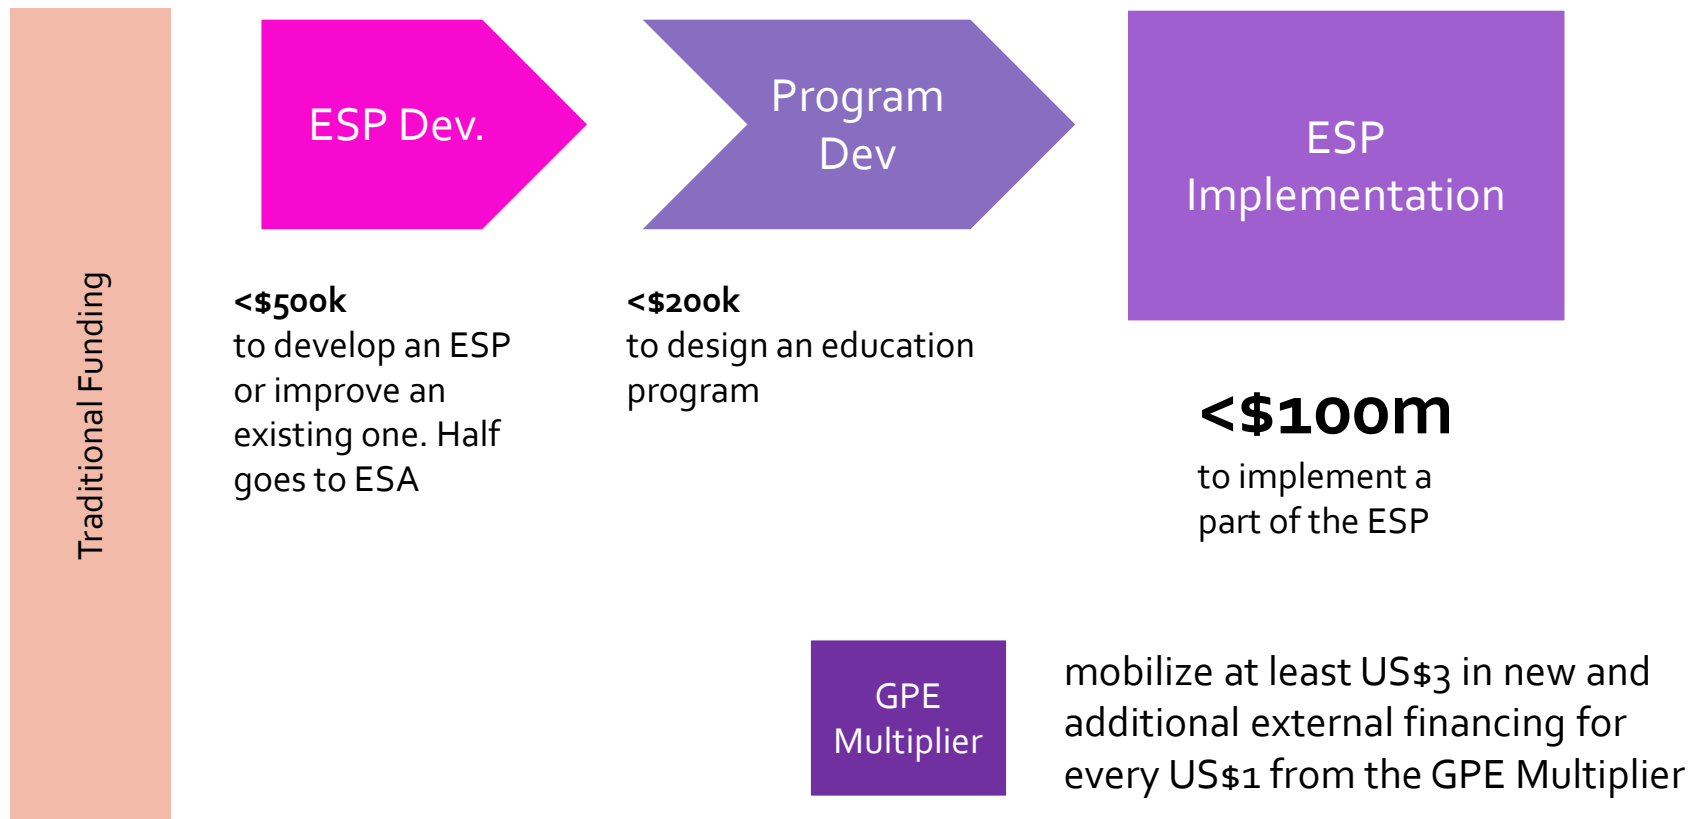 Traditional Funding
ESP Dev.
Program
Dev
ESP
Implementation
<$500k
to develop an ESP
or improve an
existing one. Half
goes to ESA
<$200k
to design an education
program
<$100m
to implement a
part of the ESP
GPE
Multiplier
mobilize at least US$3 in new and
additional external financing for
every US$1 from the GPE Multiplier